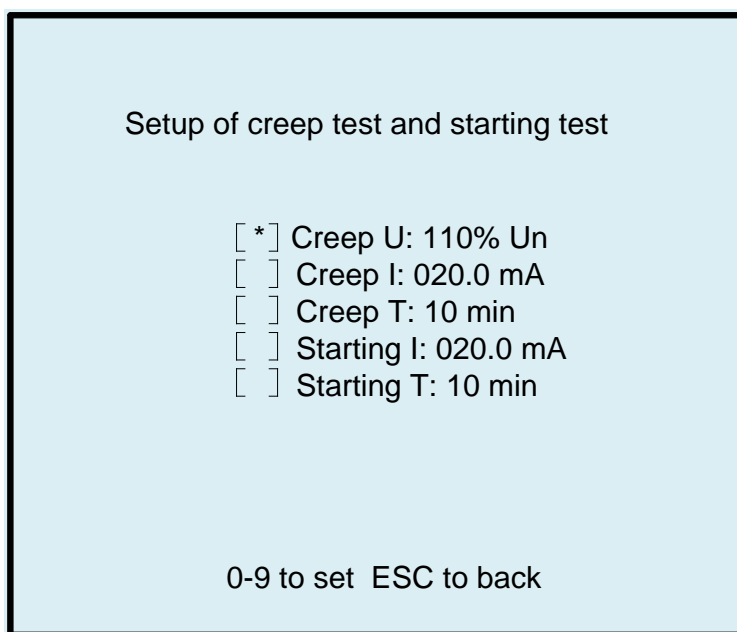 Setup of creep test and starting test
[ * ] Creep U: 110% Un
[   ] Creep I: 020.0 mA
[   ] Creep T: 10 min
[   ] Starting I: 020.0 mA
[   ] Starting T: 10 min
0-9 to set  ESC to back